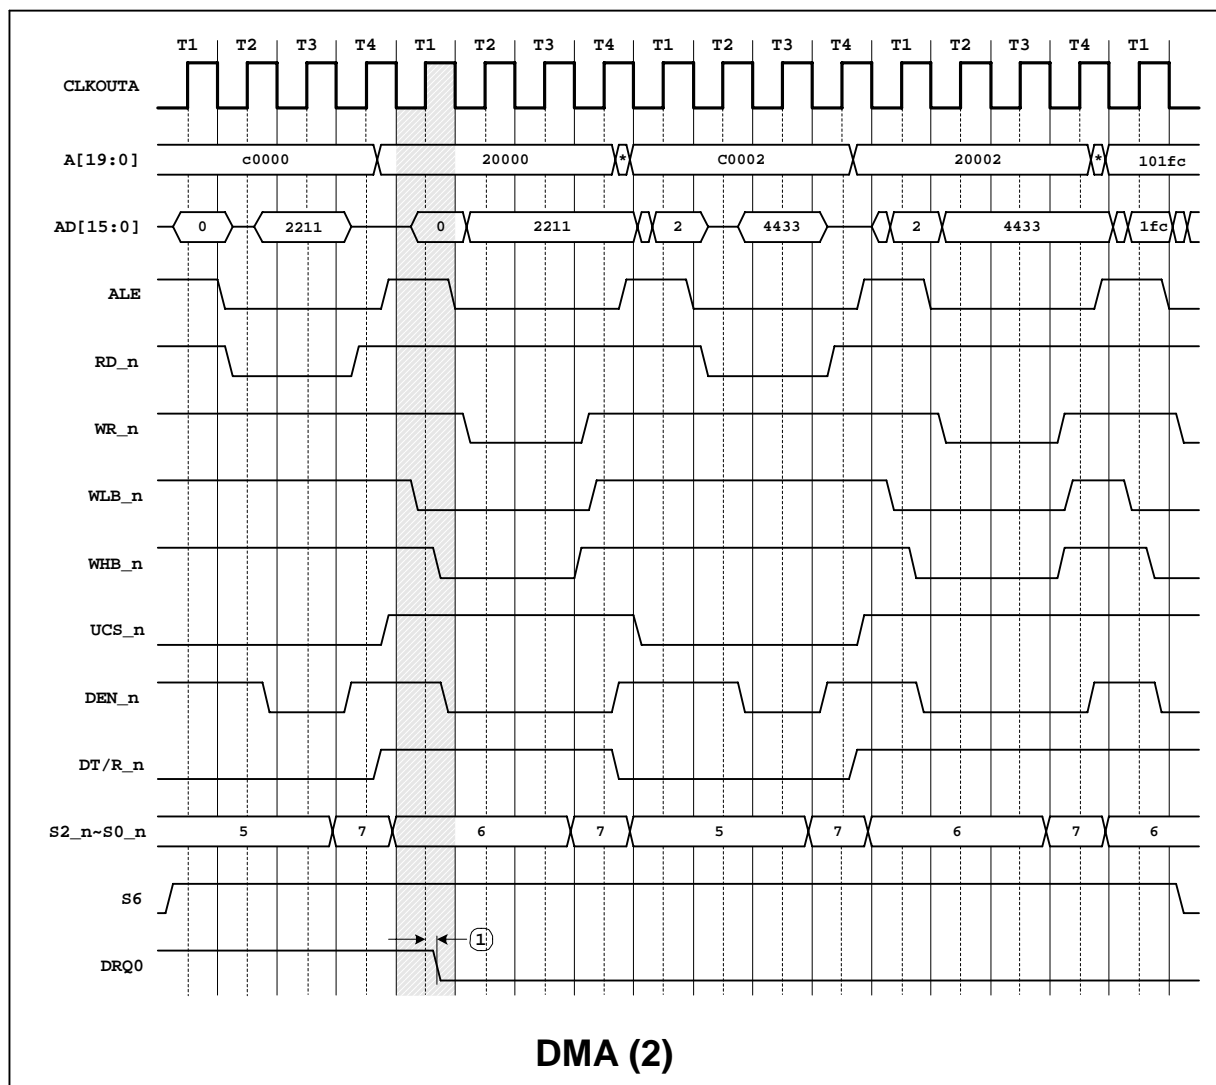 T1 T2 T3 T4 T1 T2 T3 T4 T1 T2 T3 T4 T1 T2 T3 T4 T1
CLKOUTA
A[19:0] c0000 20000 * C0002 20002 * 101fc
AD[15:0] 0 2211 0 2211 2 4433 2 4433 1fc
ALE
RD_n
WR_n
WLB_n
WHB_n
UCS_n
DEN_n
DT/R_n
S2_n~S0_n 5 7 6 7 5 7 6 7 6
S6
1
DRQ0
DMA (2)